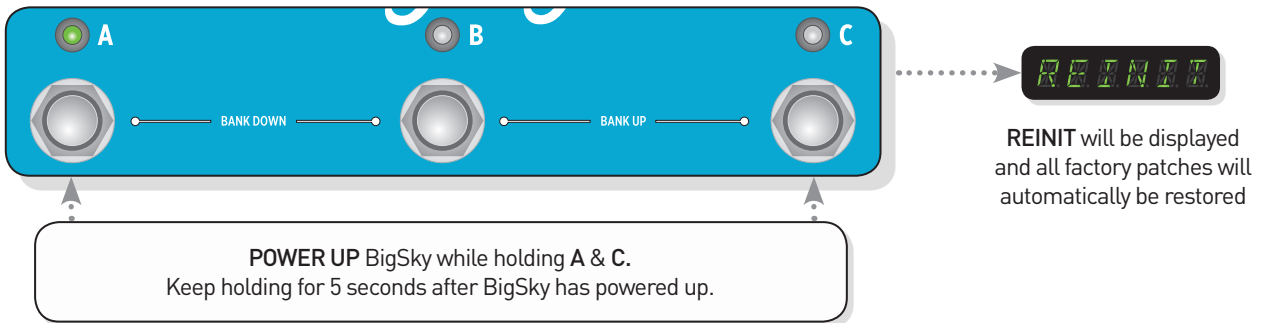 A
B
C
BANK DOWN
BANK UP
REINIT
REINIT will be displayed
and all factory patches will
automatically be restored
POWER UP BigSky while holding A & C.
Keep holding for 5 seconds after BigSky has powered up.